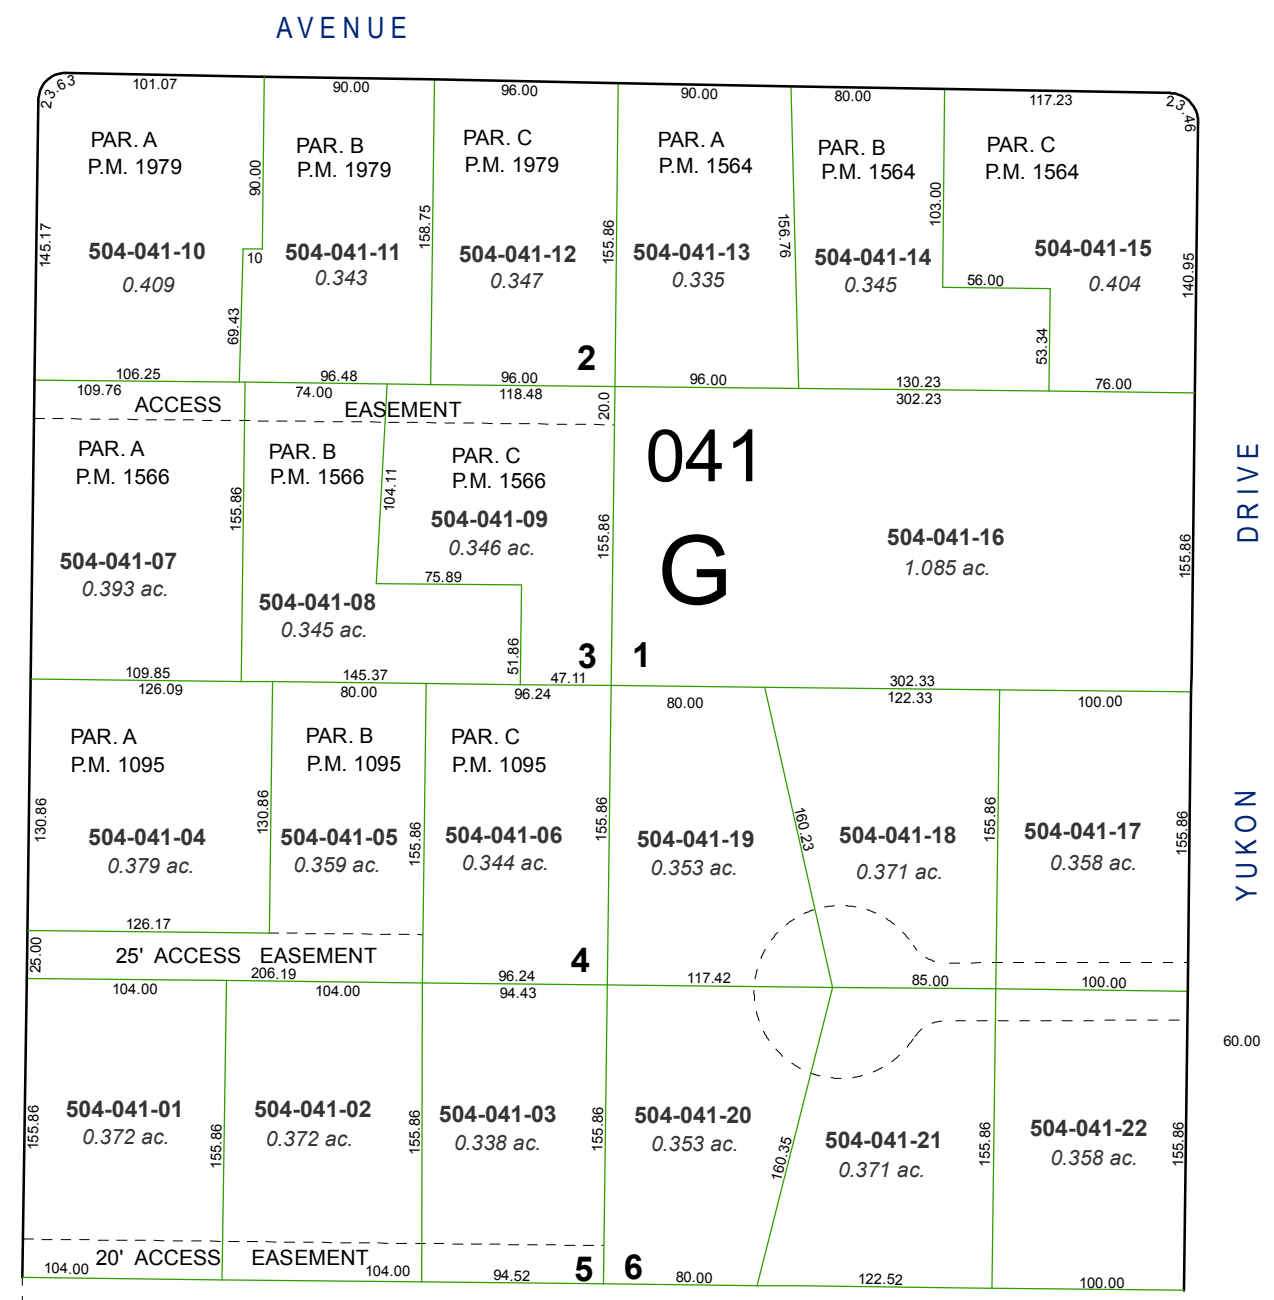 AVENUE
23.63
101.07
90.00
96.00
90.00
80.00
117.23
23.46
PAR. A
P.M. 1979
PAR. B
P.M. 1979
PAR. C
P.M. 1979
PAR. A
P.M. 1564
PAR. B
P.M. 1564
PAR. C
P.M. 1564
90.00
103.00
145.17
158.75
155.86
156.76
140.95
504-041-10
0.409
10
504-041-11
0.343
504-041-12
0.347
504-041-13
0.335
504-041-14
0.345
504-041-15
0.404
56.00
69.43
53.34
2
106.25
96.48
96.00
96.00
130.23
76.00
109.76
74.00
118.48
302.23
ACCESS EASEMENT
20.0
PAR. A
P.M. 1566
PAR. B
P.M. 1566
PAR. C
P.M. 1566
041
G
DRIVE
155.86
104.11
155.86
155.86
504-041-09
0.346 ac.
504-041-16
1.085 ac.
504-041-07
0.393 ac.
75.89
504-041-08
0.345 ac.
51.86
3
1
109.85
145.37
47.11
302.33
126.09
80.00
96.24
80.00
122.33
100.00
PAR. A
P.M. 1095
PAR. B
P.M. 1095
PAR. C
P.M. 1095
130.86
130.86
155.86
155.86
160.23
155.86
155.86
YUKON
504-041-04
0.379 ac.
504-041-05
0.359 ac.
504-041-06
0.344 ac.
504-041-19
0.353 ac.
504-041-18
0.371 ac.
504-041-17
0.358 ac.
126.17
25.00
25' ACCESS EASEMENT
4
206.19
96.24
117.42
85.00
100.00
104.00
104.00
94.43
60.00
155.86
155.86
155.86
155.86
160.35
155.86
155.86
504-041-01
0.372 ac.
504-041-02
0.372 ac.
504-041-03
0.338 ac.
504-041-20
0.353 ac.
504-041-21
0.371 ac.
504-041-22
0.358 ac.
20' ACCESS EASEMENT
5
6
104.00
104.00
94.52
80.00
122.52
100.00